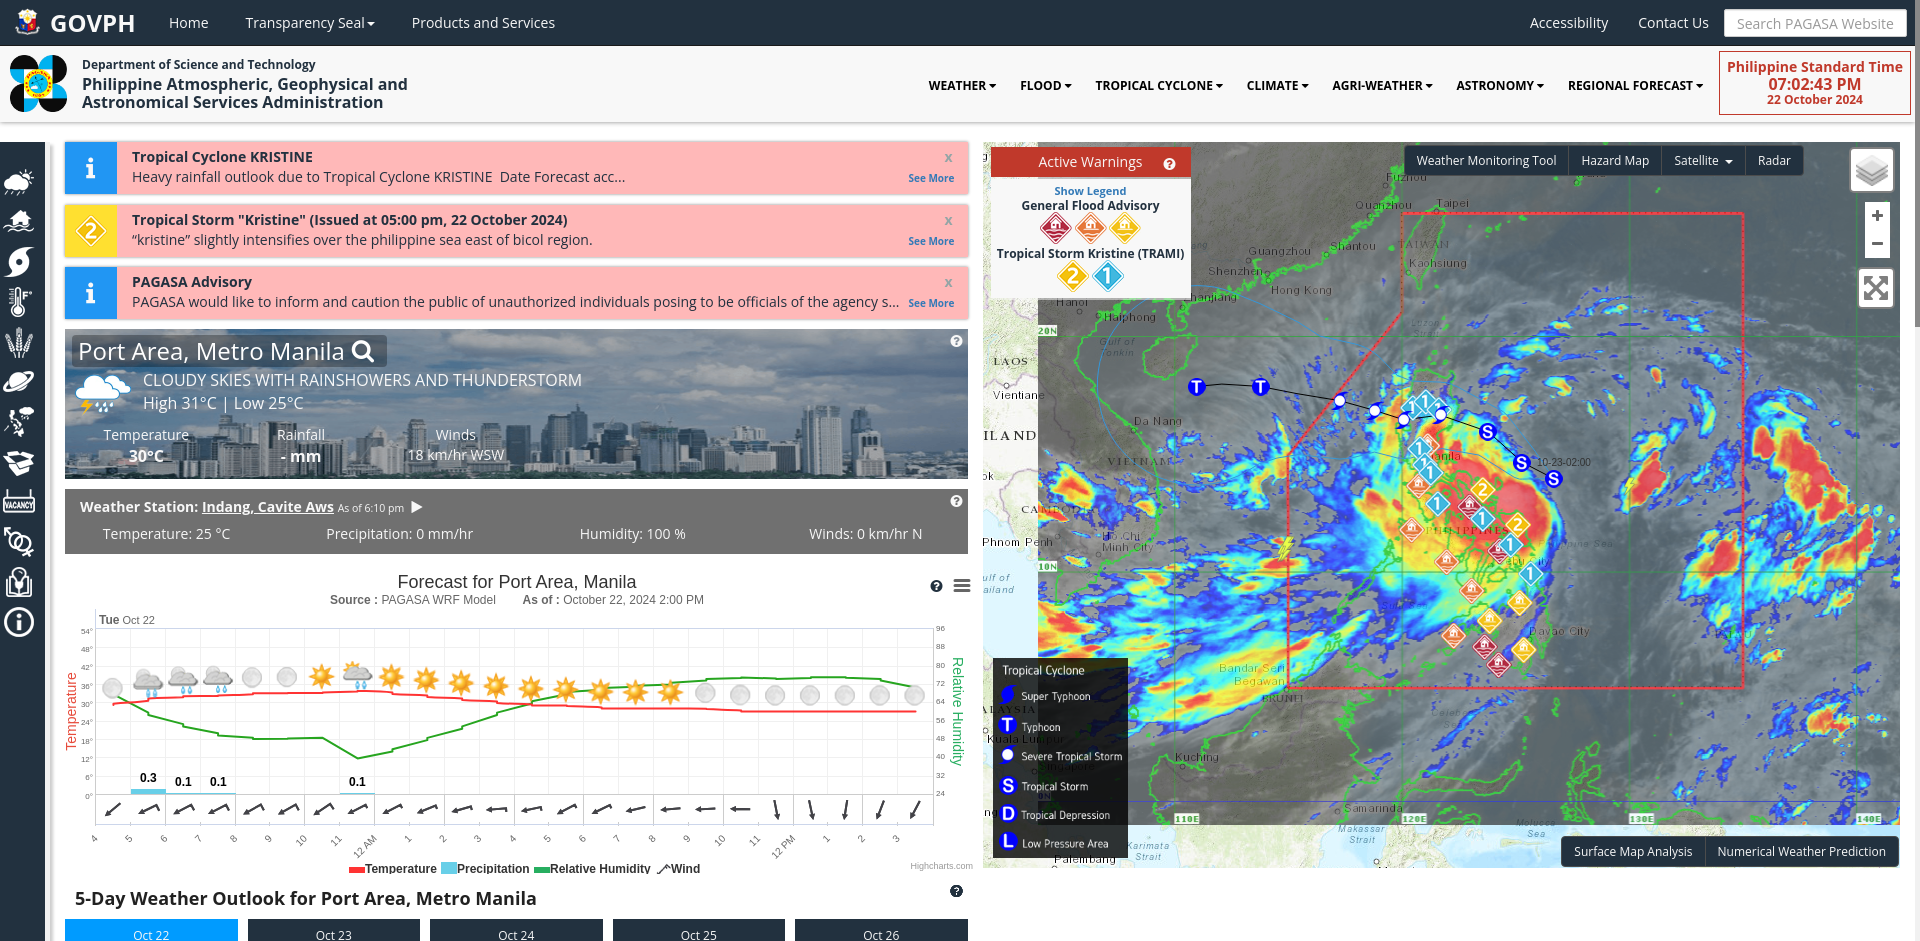 GOVPH
Home
Transparency Seal
Products and Services
Accessibility
Contact Us
Search PAGASA Website
Department of Science and Technology
Philippine Atmospheric, Geophysical and
Astronomical Services Administration
WEATHER
FLOOD
TROPICAL CYCLONE
CLIMATE
AGRI-WEATHER
ASTRONOMY
REGIONAL FORECAST
Philippine Standard Time
07:02:43 PM
22 October 2024
Tropical Cyclone KRISTINE
x
Heavy rainfall outlook due to Tropical Cyclone KRISTINE Date Forecast acc...
See More
2
Tropical Storm "Kristine" (Issued at 05:00 pm, 22 October 2024)
x
“kristine” slightly intensifies over the philippine sea east of bicol region.
See More
PAGASA Advisory
x
PAGASA would like to inform and caution the public of unauthorized individuals posing to be officials of the agency s...
See More
VACANCY
Port Area, Metro Manila
CLOUDY SKIES WITH RAINSHOWERS AND THUNDERSTORM
High 31°C | Low 25°C
Temperature
Rainfall
Winds
30°C
- mm
18 km/hr WSW
Weather Station: Indang, Cavite Aws As of 6:10 pm
Temperature: 25 °C
Precipitation: 0 mm/hr
Humidity: 100 %
Winds: 0 km/hr N
Forecast for Port Area, Manila
Source : PAGASA WRF Model As of : October 22, 2024 2:00 PM
Tue Oct 22
54°
48°
42°
36°
30°
24°
18°
12°
6°
0°
Temperature
96
88
80
72
64
56
48
40
32
24
Relative Humidity
0.3
0.1
0.1
0.1
4 5 6 7 8 9 10 11 12 AM 1 2 3 4 5 6 7 8 9 10 11 12 PM 1 2 3
Temperature Precipitation Relative Humidity Wind
Highcharts.com
5-Day Weather Outlook for Port Area, Metro Manila
Oct 22
Oct 23
Oct 24
Oct 25
Oct 26
Active Warnings
Show Legend
General Flood Advisory
Tropical Storm Kristine (TRAMI)
2 1
Weather Monitoring Tool
Hazard Map
Satellite
Radar
+
−
Fuzhou
Quanzhou
Taipei
TAIWAN
Guangzhou
Shantou
Kaohsiung
Shenzhen
Hong Kong
Zhanjiang
Hanoi
Haiphong
20N
Gulf of
Tonkin
LAOS
Vientiane
Da Nang
VIETNAM
Phnom Penh
Ho Chi
Minh City
10N
10-23-02:00
PHILIPPINES
Davao City
Bandar Seri
Begawan
BRUNEI
Kuala Lumpur
Kuching
Samarinda
Makassar
Strait
Karimata
Strait
Palembang
Molucca
Sea
110E
120E
130E
140E
Tropical Cyclone
Super Typhoon
T Typhoon
Severe Tropical Storm
S Tropical Storm
D Tropical Depression
L Low Pressure Area
Surface Map Analysis
Numerical Weather Prediction